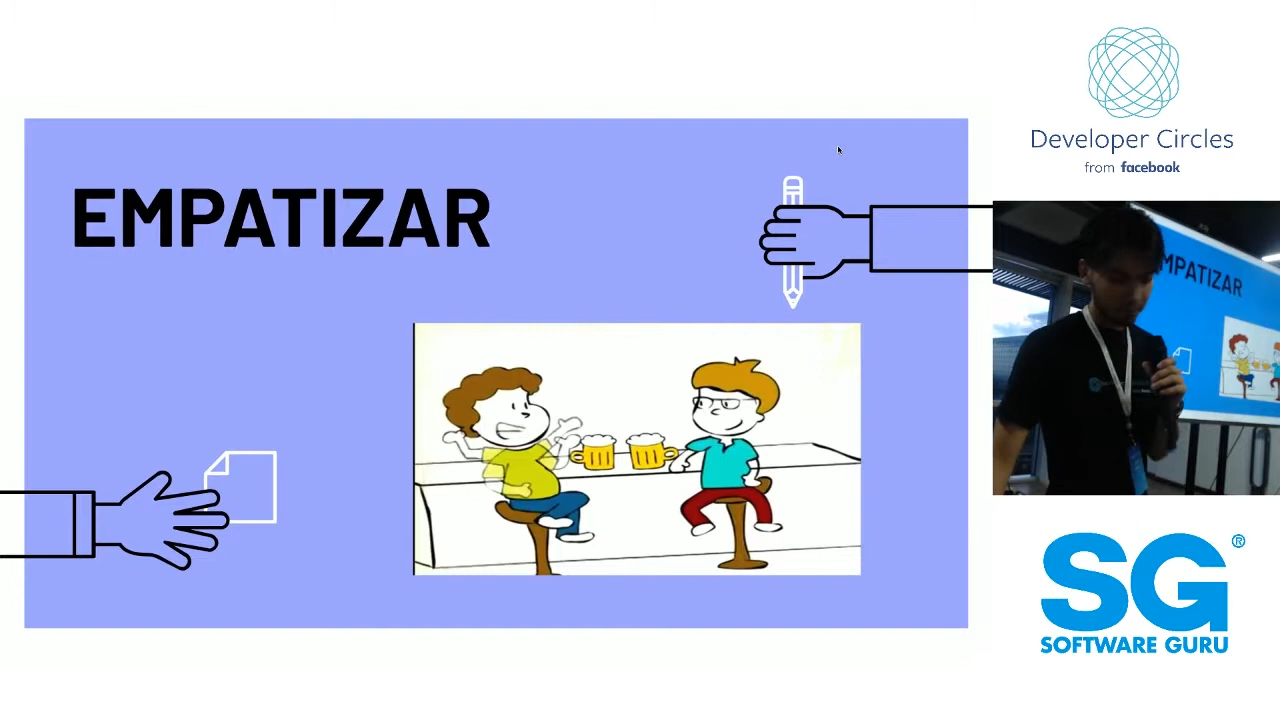 EMPATIZAR
Developer Circles
from facebook
MPATIZAR
SG®
SOFTWARE GURU